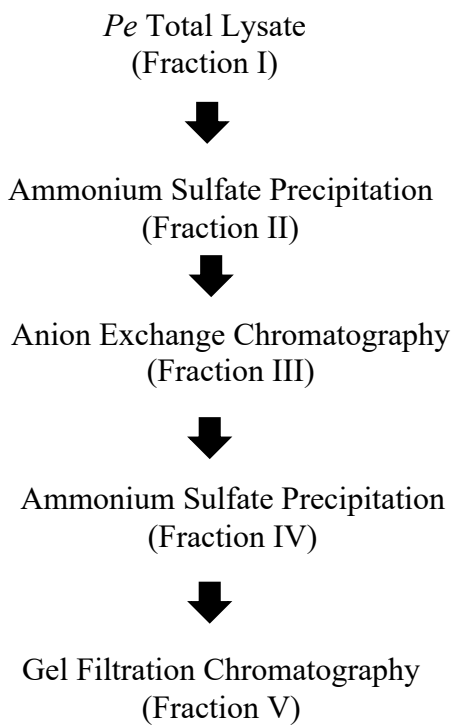 Pe Total Lysate
(Fraction I)
Ammonium Sulfate Precipitation
(Fraction II)
Anion Exchange Chromatography
(Fraction III)
Ammonium Sulfate Precipitation
(Fraction IV)
Gel Filtration Chromatography
(Fraction V)